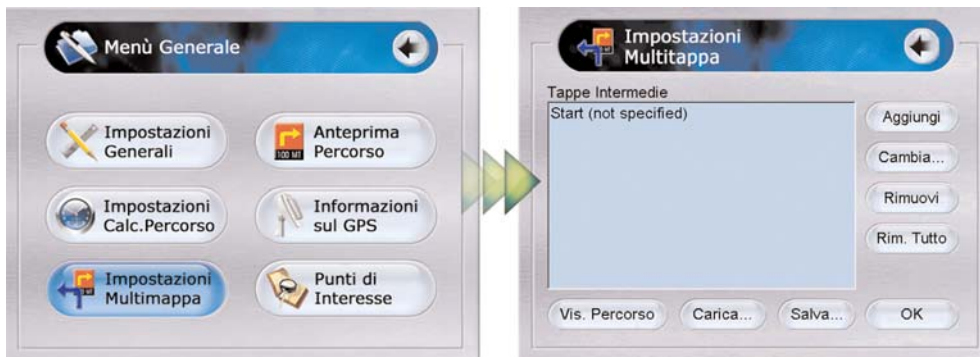 Menù Generale
Impostazioni
Generali
Anteprima
Percorso
100 MT
Impostazioni
Calc.Percorso
Informazioni
sul GPS
Impostazioni
Multimappa
Punti di
Interesse
Impostazioni
Multitappa
Tappe Intermedie
Start (not specified)
Aggiungi
Cambia...
Rimuovi
Rim. Tutto
Vis. Percorso
Carica...
Salva...
OK